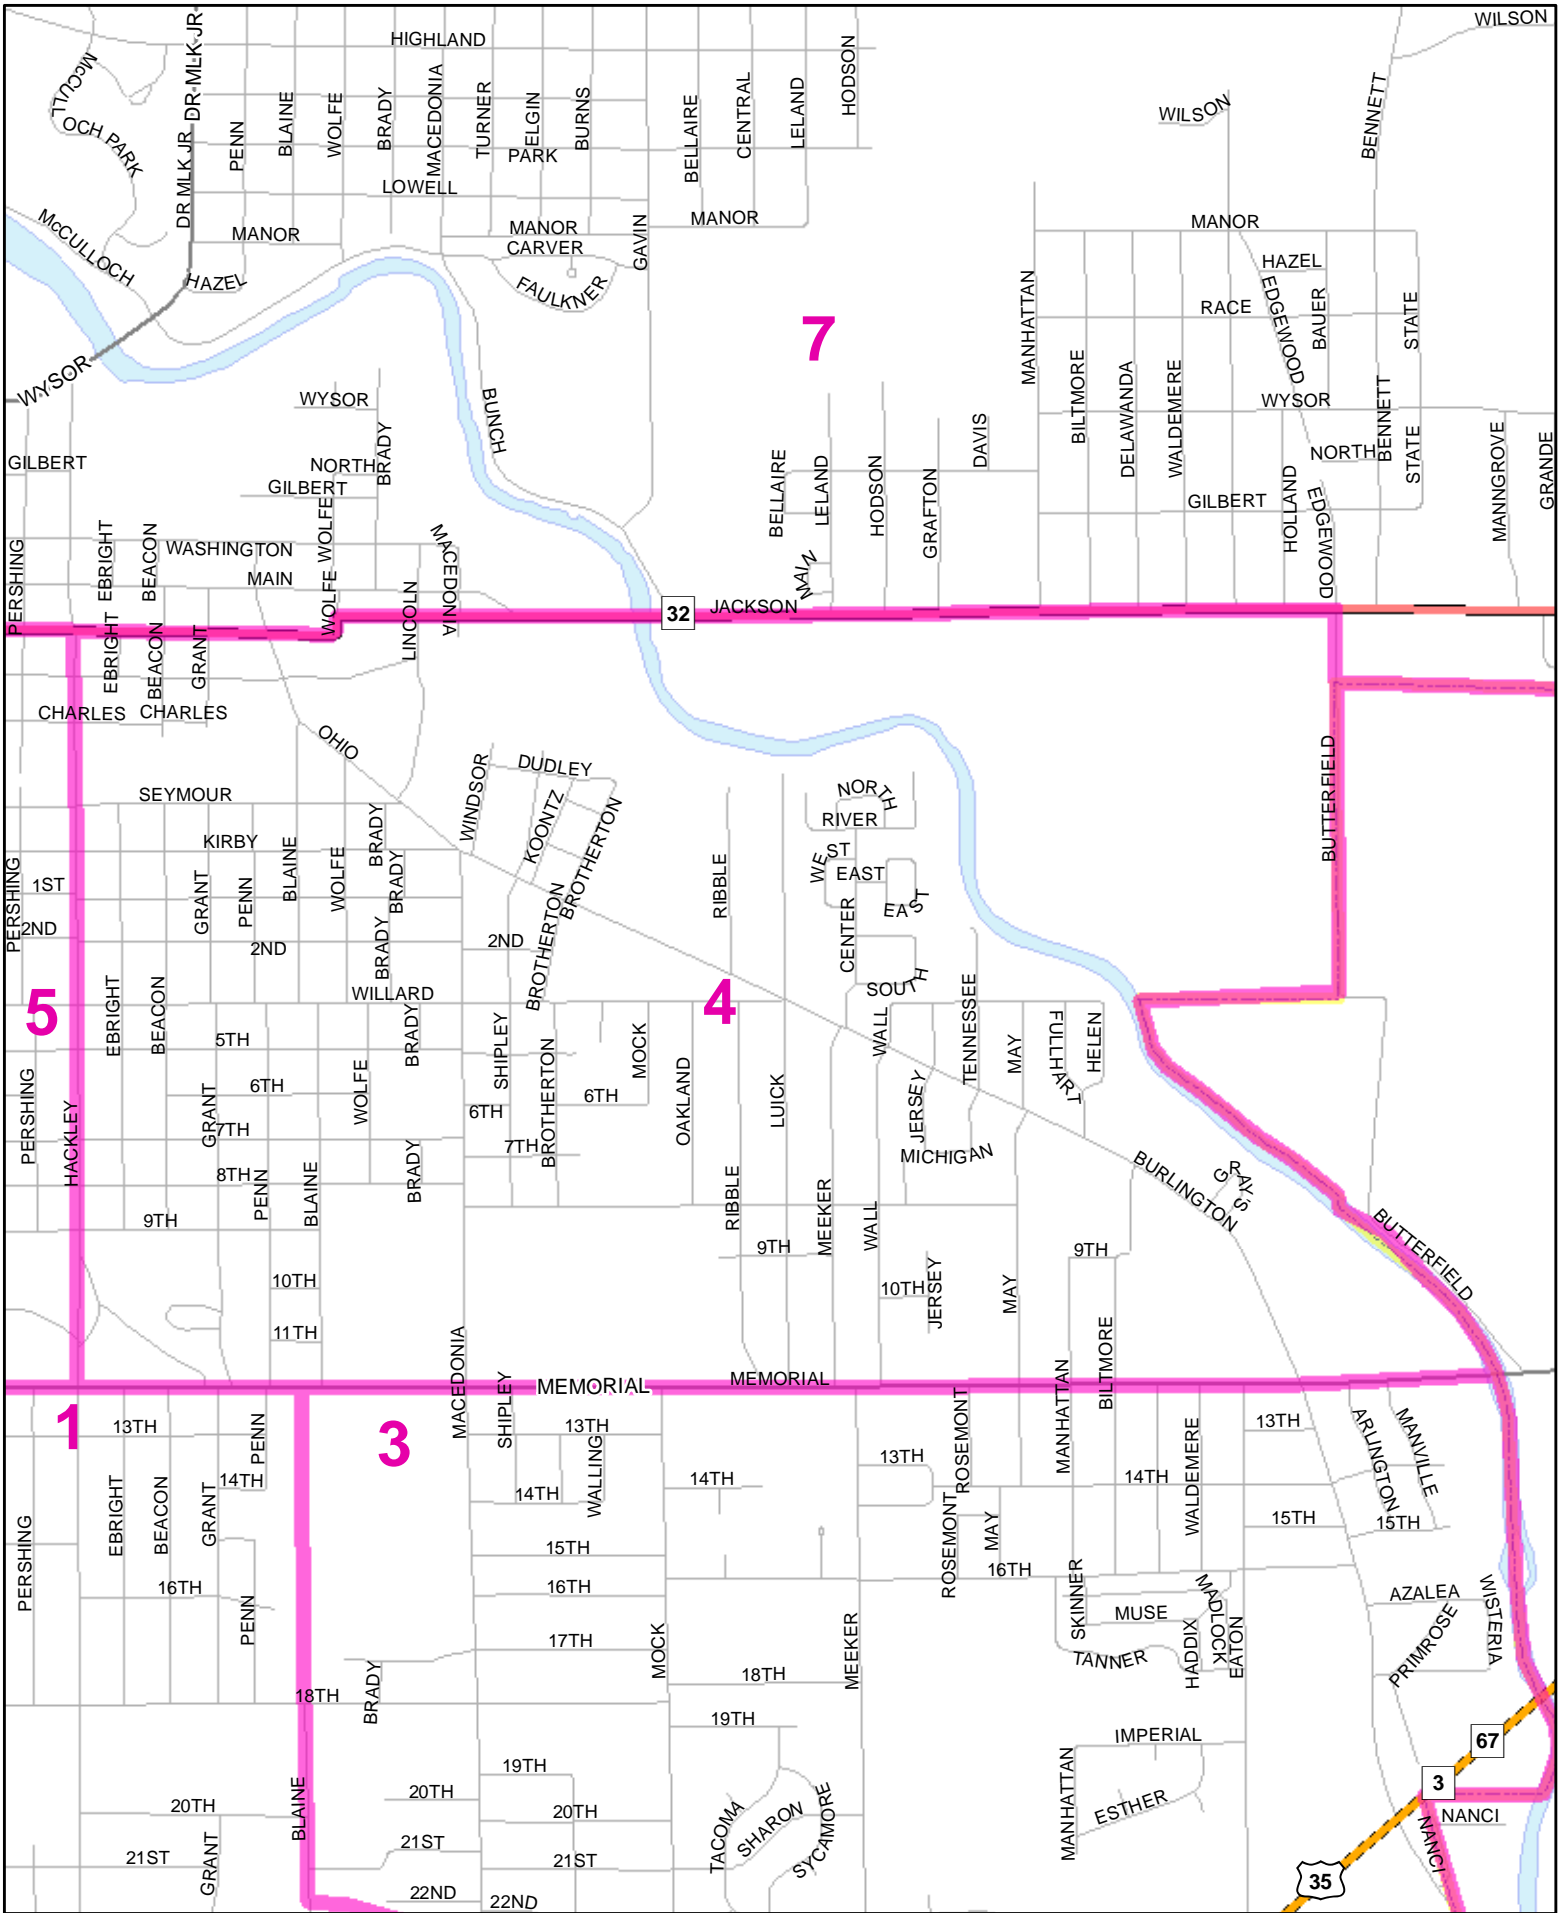 WILSON
HIGHLAND
DR MLK JR
McCULL
OCH PARK
DR MLK JR
PENN
BLAINE
WOLFE
BRADY
MACEDONIA
TURNER
ELGIN
BURNS
PARK
BELLAIRE
CENTRAL
LELAND
HODSON
WILSON
BENNETT
LOWELL
McCULLOCH
MANOR
MANOR
CARVER
GAVIN
MANOR
MANOR
HAZEL
FAULKNER
HAZEL
EDGEWOOD
BAUER
STATE
RACE
MANHATTAN
7
WYSOR
WYSOR
BUNCH
BILTMORE
DELAWANDA
WALDEMERE
WYSOR
BENNETT
GILBERT
NORTH
BRADY
GILBERT
DAVIS
BELLAIRE
LELAND
HODSON
GRAFTON
NORTH
STATE
MANGROVE
GRANDE
GILBERT
HOLLAND
EDGEWOOD
PERSHING
EBRIGHT
BEACON
WASHINGTON
WOLFE
MACEDONIA
MAIN
MAIN
WOLFE
LINCOLN
32
JACKSON
EBRIGHT
BEACON
GRANT
CHARLES
CHARLES
OHIO
BUTTERFIELD
WINDSOR
DUDLEY
KOONTZ
BROTHERTON
NORTH
RIVER
SEYMOUR
KIRBY
BRADY
BLAINE
WOLFE
BRADY
PERSHING
1ST
GRANT
PENN
RIBBLE
WEST
EAST
EAST
2ND
2ND
BRADY
2ND
BROTHERTON
CENTER
SOUTH
WILLARD
5
4
EBRIGHT
BEACON
5TH
BRADY
SHIPLEY
MOCK
WALL
TENNESSEE
MAY
FULLHART
HELEN
PERSHING
HACKLEY
GRANT
6TH
WOLFE
6TH
BROTHERTON
6TH
OAKLAND
LUICK
JERSEY
7TH
7TH
MICHIGAN
8TH
PENN
BLAINE
BRADY
RIBBLE
MEEKER
WALL
BURLINGTON
GRAYS
9TH
9TH
9TH
BUTTERFIELD
10TH
10TH
JERSEY
MAY
11TH
MACEDONIA
SHIPLEY
MEMORIAL
MEMORIAL
MANHATTAN
BILTMORE
1
3
13TH
PENN
13TH
WALLING
13TH
ROSEMONT
WALDEMERE
13TH
ARLINGTON
MANVILLE
14TH
14TH
14TH
14TH
PERSHING
EBRIGHT
BEACON
GRANT
15TH
ROSEMONT
MAY
15TH
15TH
16TH
PENN
16TH
16TH
SKINNER
MUSE
MADLOCK
HADDIX
EATON
AZALEA
PRIMROSE
WISTERIA
17TH
MOCK
MEEKER
TANNER
18TH
BRADY
18TH
19TH
IMPERIAL
67
3
BLAINE
19TH
20TH
20TH
20TH
TACOMA
SHARON
SYCAMORE
MANHATTAN
ESTHER
NANCI
NANCI
21ST
GRANT
21ST
21ST
22ND
22ND
35